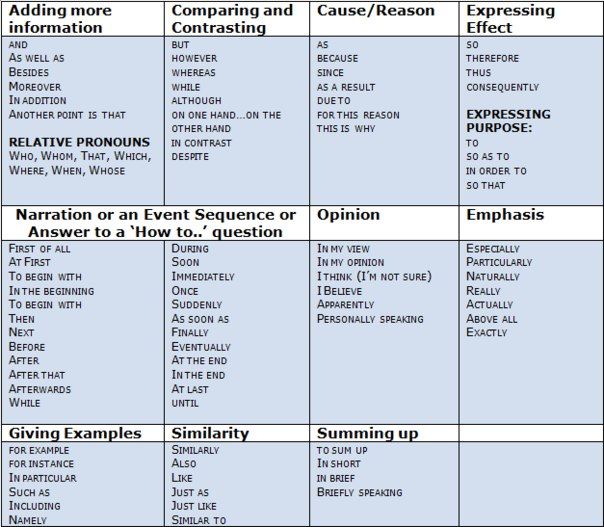 Adding more
information
AND
AS WELL AS
BESIDES
MOREOVER
IN ADDITION
ANOTHER POINT IS THAT
RELATIVE PRONOUNS
WHO, WHOM, THAT, WHICH,
WHERE, WHEN, WHOSE
Comparing and
Contrasting
BUT
HOWEVER
WHEREAS
WHILE
ALTHOUGH
ON ONE HAND...ON THE
OTHER HAND
IN CONTRAST
DESPITE
Cause/Reason
AS
BECAUSE
SINCE
AS A RESULT
DUE TO
FOR THIS REASON
THIS IS WHY
Expressing
Effect
SO
THEREFORE
THUS
CONSEQUENTLY
EXPRESSING
PURPOSE:
TO
SO AS TO
IN ORDER TO
SO THAT
Narration or an Event Sequence or
Answer to a ‘How to..’ question
FIRST OF ALL
AT FIRST
TO BEGIN WITH
IN THE BEGINNING
TO BEGIN WITH
THEN
NEXT
BEFORE
AFTER
AFTER THAT
AFTERWARDS
WHILE
DURING
SOON
IMMEDIATELY
ONCE
SUDDENLY
AS SOON AS
FINALLY
EVENTUALLY
AT THE END
IN THE END
AT LAST
UNTIL
Opinion
IN MY VIEW
IN MY OPINION
I THINK (I’M NOT SURE)
I BELIEVE
APPARENTLY
PERSONALLY SPEAKING
Emphasis
ESPECIALLY
PARTICULARLY
NATURALLY
REALLY
ACTUALLY
ABOVE ALL
EXACTLY
Giving Examples
FOR EXAMPLE
FOR INSTANCE
IN PARTICULAR
SUCH AS
INCLUDING
NAMELY
Similarity
SIMILARLY
ALSO
LIKE
JUST AS
JUST LIKE
SIMILAR TO
Summing up
TO SUM UP
IN SHORT
IN BRIEF
BRIEFLY SPEAKING